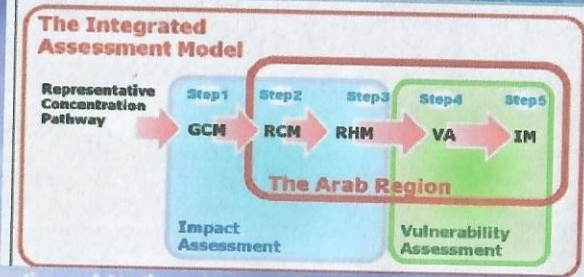 The Integrated
Assessment Model
Representative
Concentration
Pathway
Step1 Step2 Step3 Step4 Step5
GCM RCM RHM VA IM
The Arab Region
Impact
Assessment
Vulnerability
Assessment